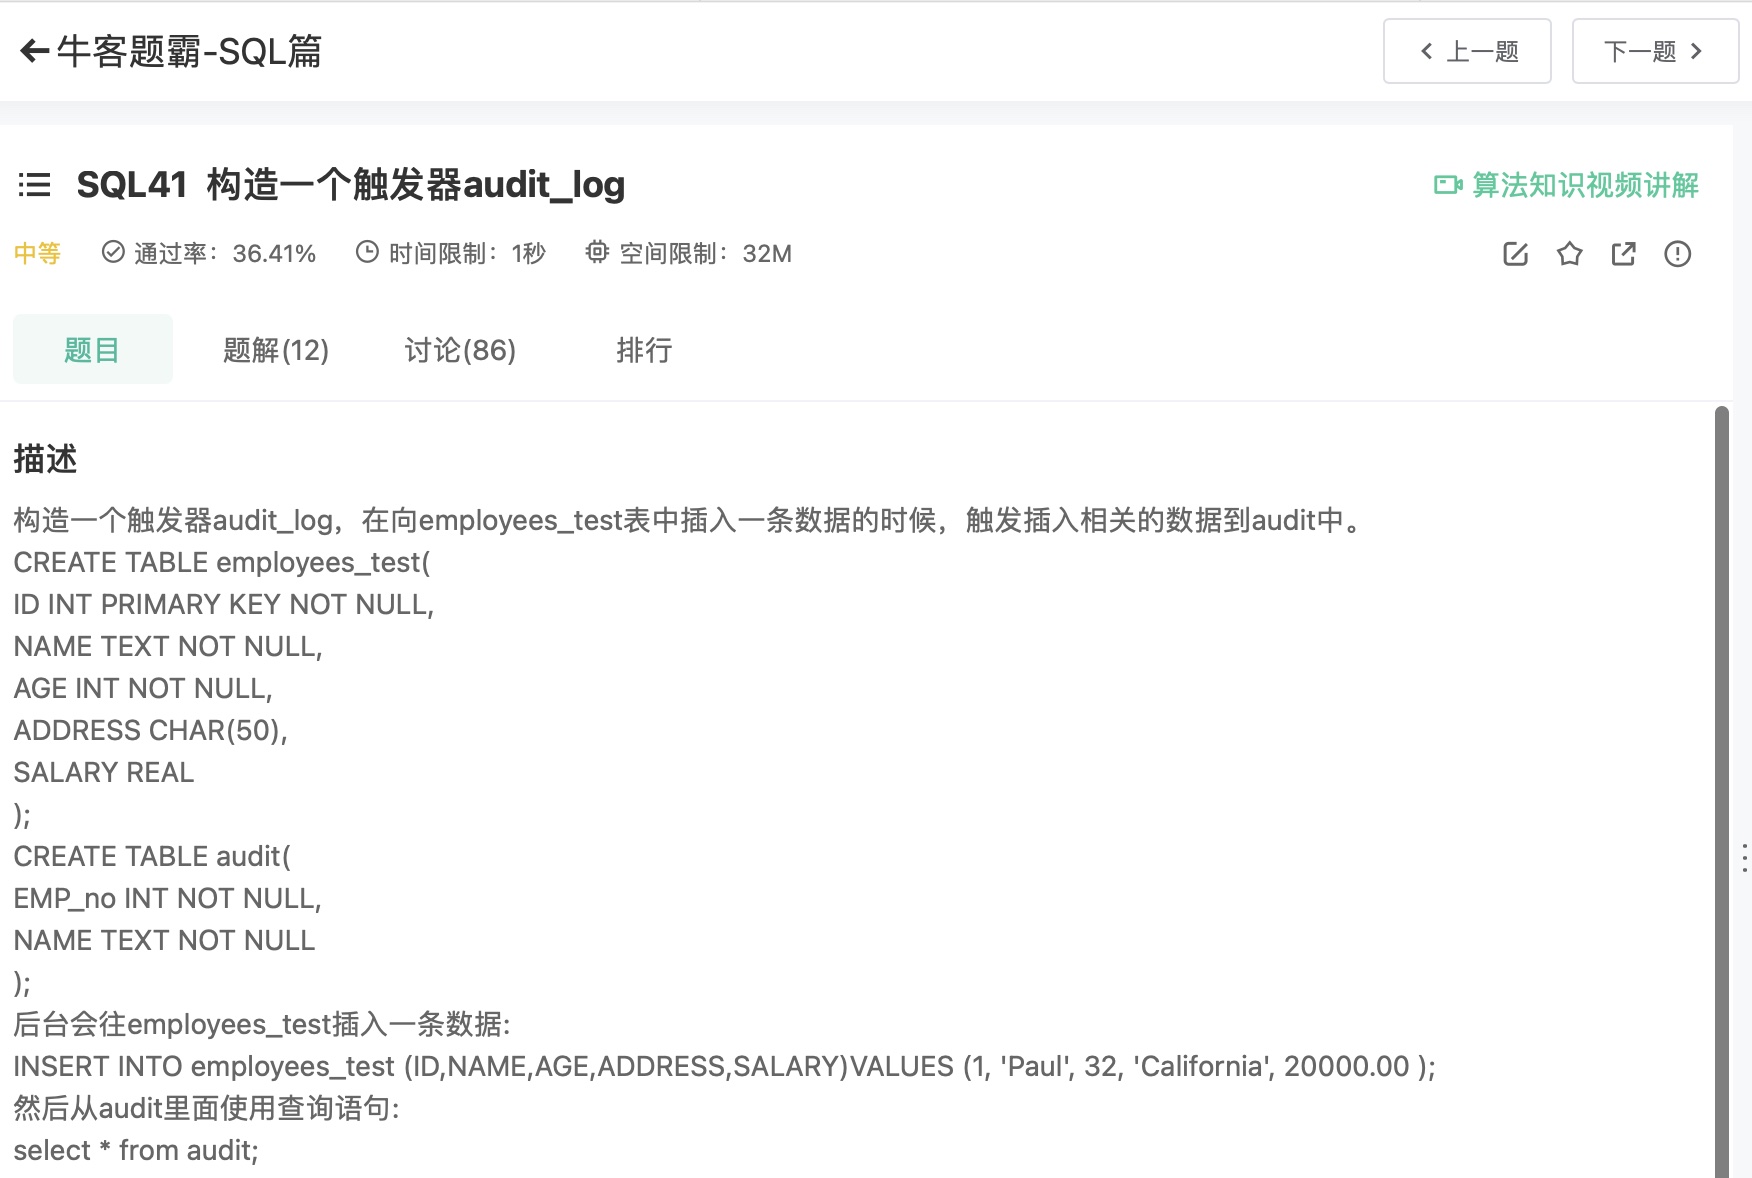 牛客题霸-SQL篇
上一题
下一题
SQL41 构造一个触发器audit_log
算法知识视频讲解
中等 通过率：36.41% 时间限制：1秒 空间限制：32M
题目 题解(12) 讨论(86) 排行
描述
构造一个触发器audit_log，在向employees_test表中插入一条数据的时候，触发插入相关的数据到audit中。
CREATE TABLE employees_test(
ID INT PRIMARY KEY NOT NULL,
NAME TEXT NOT NULL,
AGE INT NOT NULL,
ADDRESS CHAR(50),
SALARY REAL
);
CREATE TABLE audit(
EMP_no INT NOT NULL,
NAME TEXT NOT NULL
);
后台会往employees_test插入一条数据:
INSERT INTO employees_test (ID,NAME,AGE,ADDRESS,SALARY)VALUES (1, 'Paul', 32, 'California', 20000.00 );
然后从audit里面使用查询语句:
select * from audit;